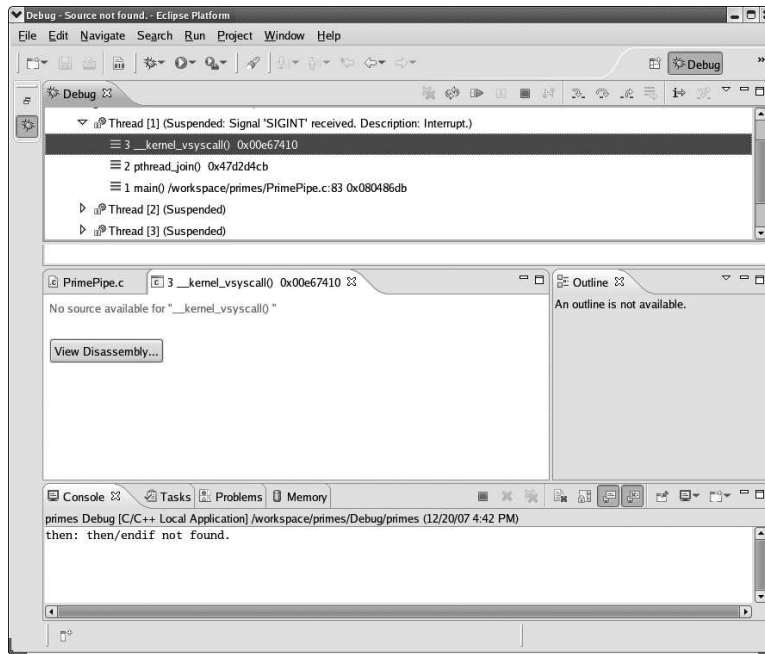 Debug - Source not found. - Eclipse Platform
File Edit Navigate Search Run Project Window Help
Debug
Debug
Thread [1] (Suspended: Signal 'SIGINT' received. Description: Interrupt.)
3 __kernel_vsyscall() 0x00e67410
2 pthread_join() 0x47d2d4cb
1 main() /workspace/primes/PrimePipe.c:83 0x080486db
Thread [2] (Suspended)
Thread [3] (Suspended)
PrimePipe.c
3 __kernel_vsyscall() 0x00e67410
Outline
No source available for "__kernel_vsyscall() "
An outline is not available.
View Disassembly...
Console Tasks Problems Memory
primes Debug [C/C++ Local Application] /workspace/primes/Debug/primes (12/20/07 4:42 PM)
then: then/endif not found.